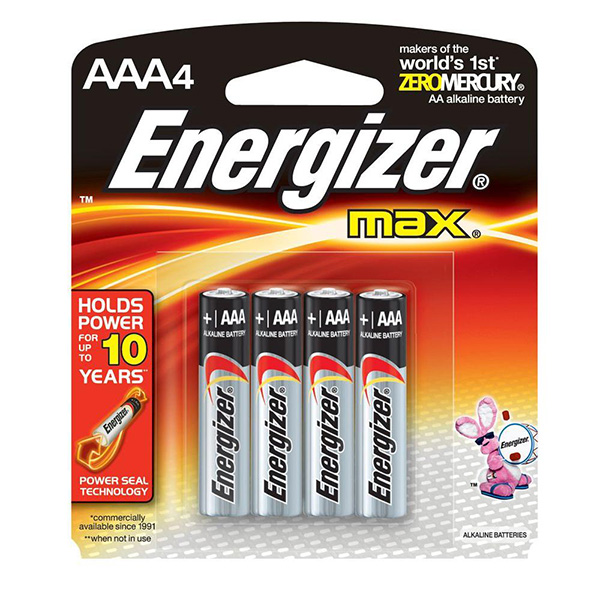 AAA4
makers of the
world's 1st*
ZEROMERCURY®
AA alkaline battery
Energizer®
™
max®
HOLDS
POWER
FOR UP TO 10
YEARS**
Energizer
POWER SEAL
TECHNOLOGY
*commercially
available since 1991
**when not in use
+ AAA
ALKALINE BATTERY
Energizer
+ AAA
ALKALINE BATTERY
Energizer
+ AAA
ALKALINE BATTERY
Energizer
+ AAA
ALKALINE BATTERY
Energizer
Energizer
™
ALKALINE BATTERIES